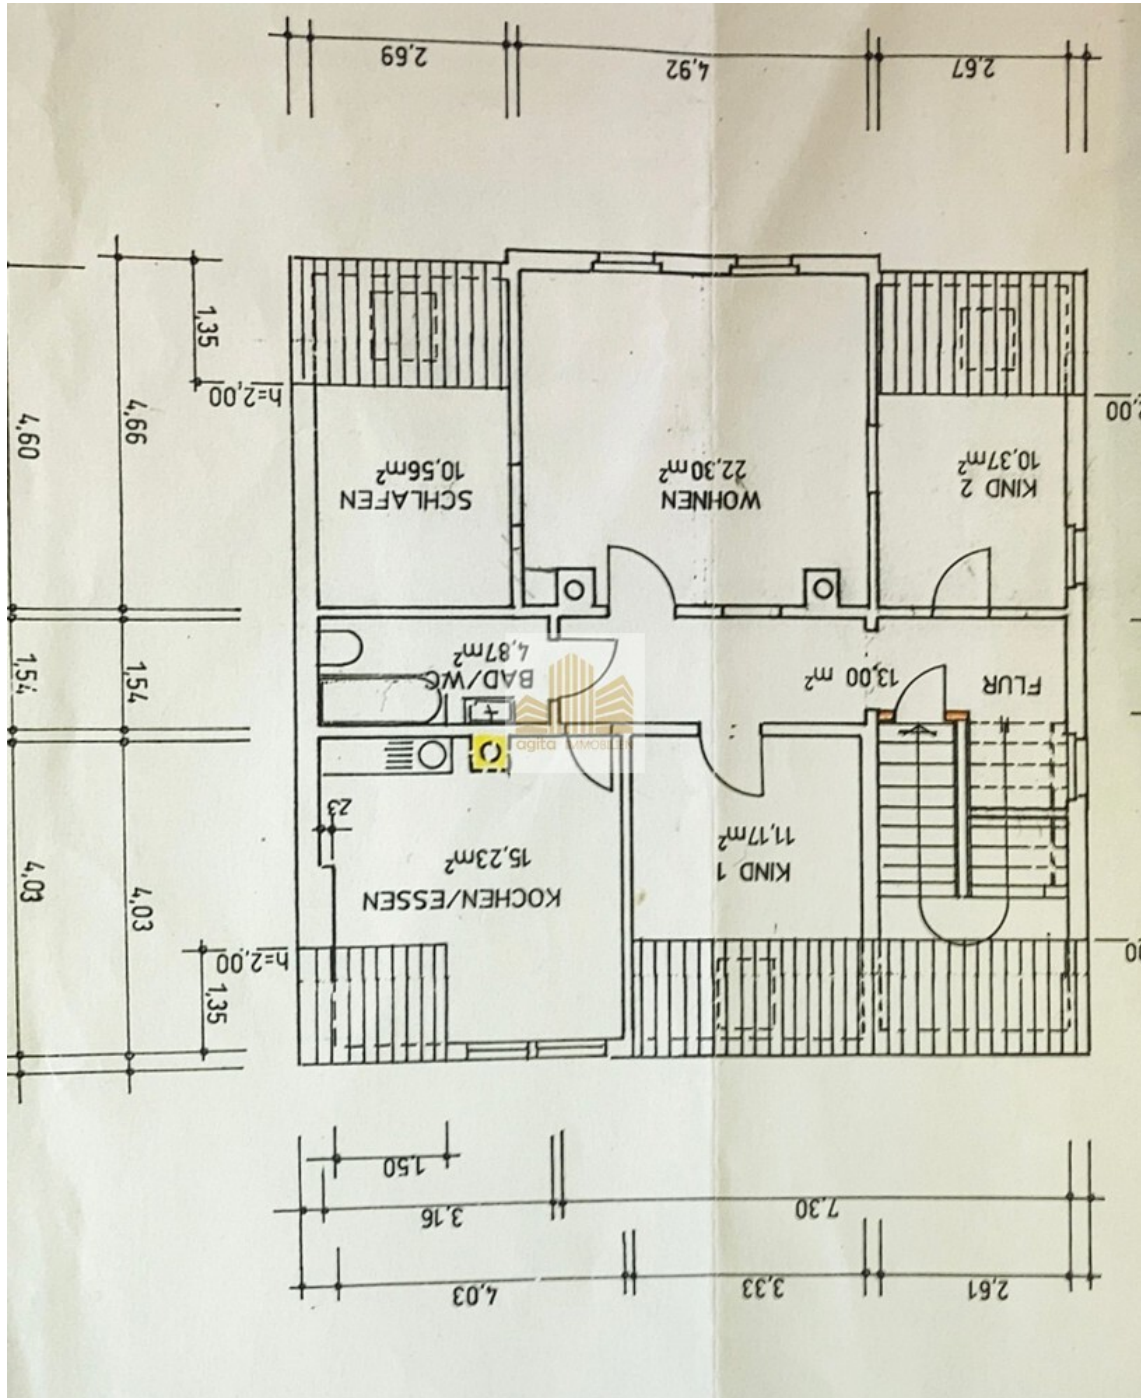 2,69
4,92
2,67
1,35
h=2,00
4,60
4,66
SCHLAFEN
10,56m²
WOHNEN
22,30m²
KIND 2
10,37m²
1,54
1,54
BAD/WC
4,87m²
FLUR
13,00 m²
agita IMMOBILIEN
23
KOCHEN/ESSEN
15,23m²
KIND 1
11,17m²
4,03
4,03
h=2,00
1,35
1,50
3,16
7,30
4,03
3,33
2,61